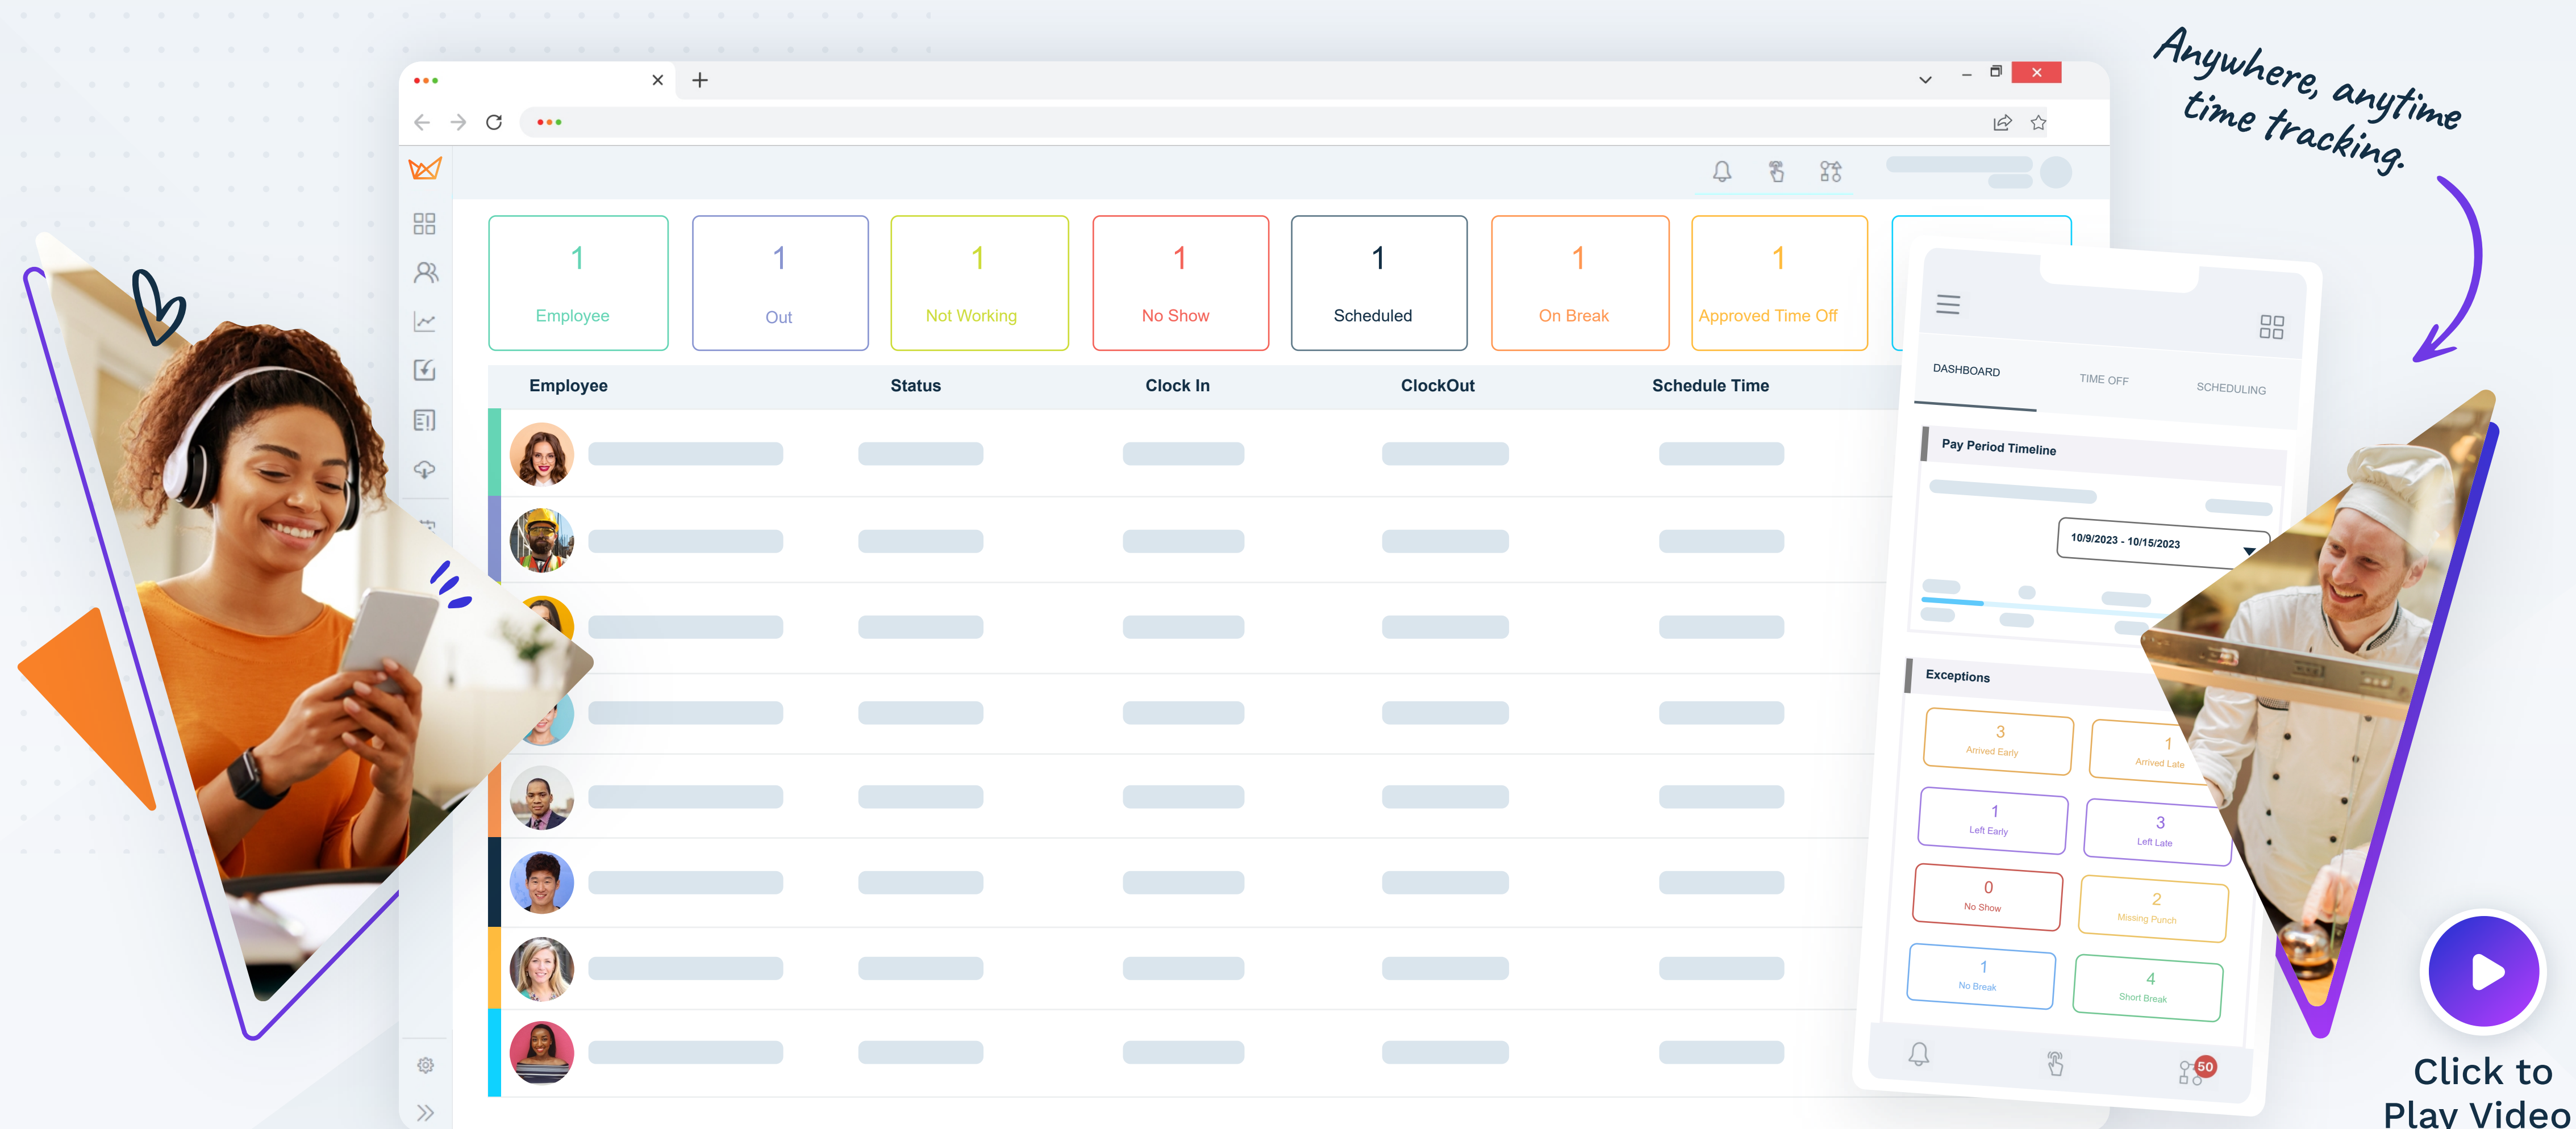 Anywhere, anytime
time tracking.
1
Employee
1
Out
1
Not Working
1
No Show
1
Scheduled
1
On Break
1
Approved Time Off
Employee Status Clock In ClockOut Schedule Time
DASHBOARD TIME OFF SCHEDULING
Pay Period Timeline
10/9/2023 - 10/15/2023
Exceptions
3
Arrived Early
1
Arrived Late
1
Left Early
3
Left Late
0
No Show
2
Missing Punch
1
No Break
4
Short Break
50
Click to
Play Video